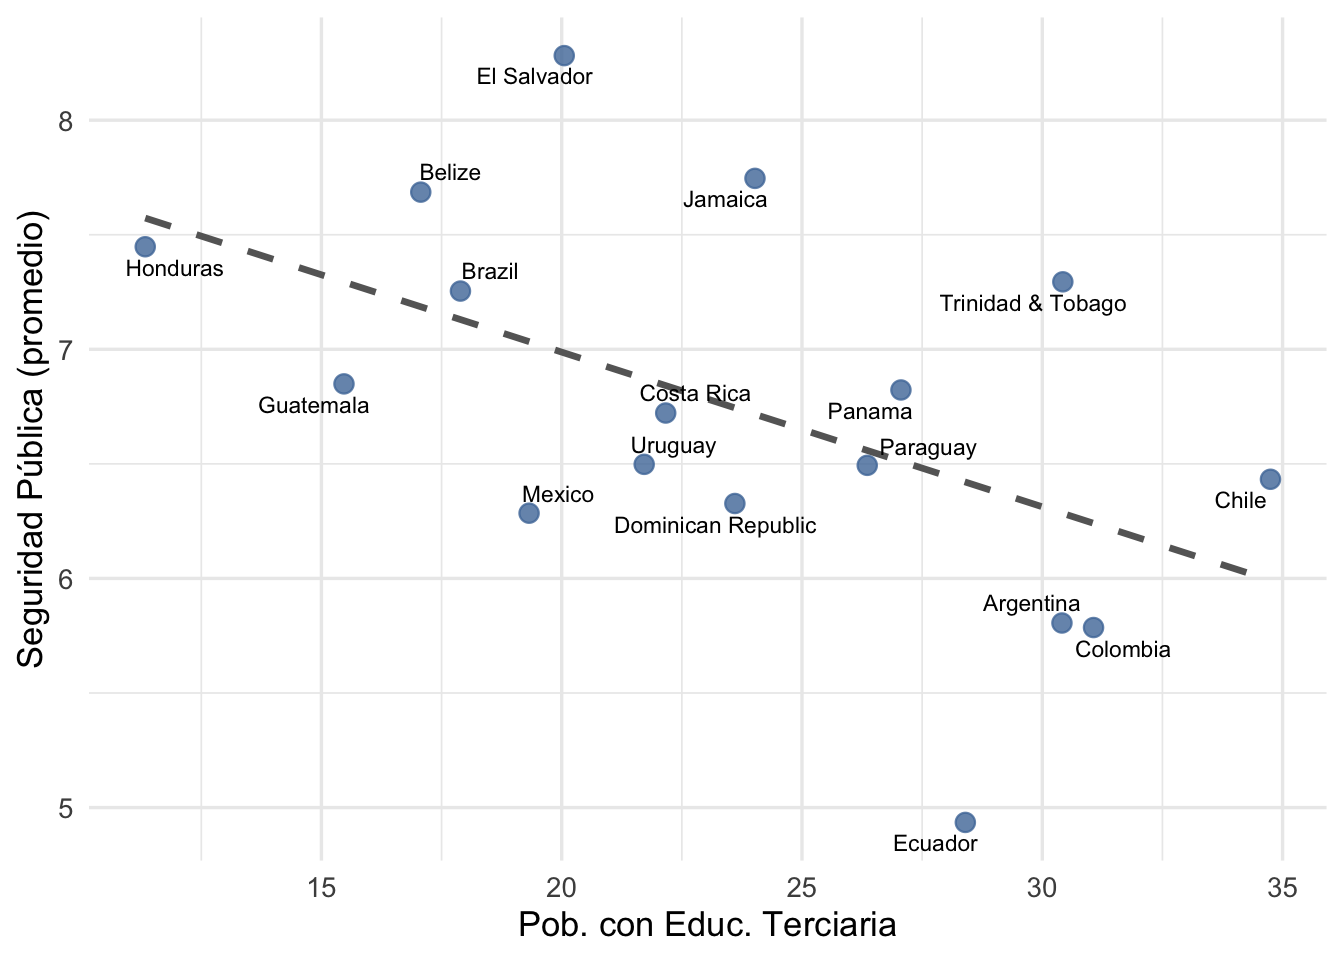 El Salvador
Belize
Jamaica
Honduras
Brazil
Trinidad & Tobago
Guatemala
Costa Rica
Panama
Uruguay
Paraguay
Mexico
Chile
Dominican Republic
Argentina
Colombia
Ecuador
8
7
6
5
Seguridad Pública (promedio)
15 20 25 30 35
Pob. con Educ. Terciaria